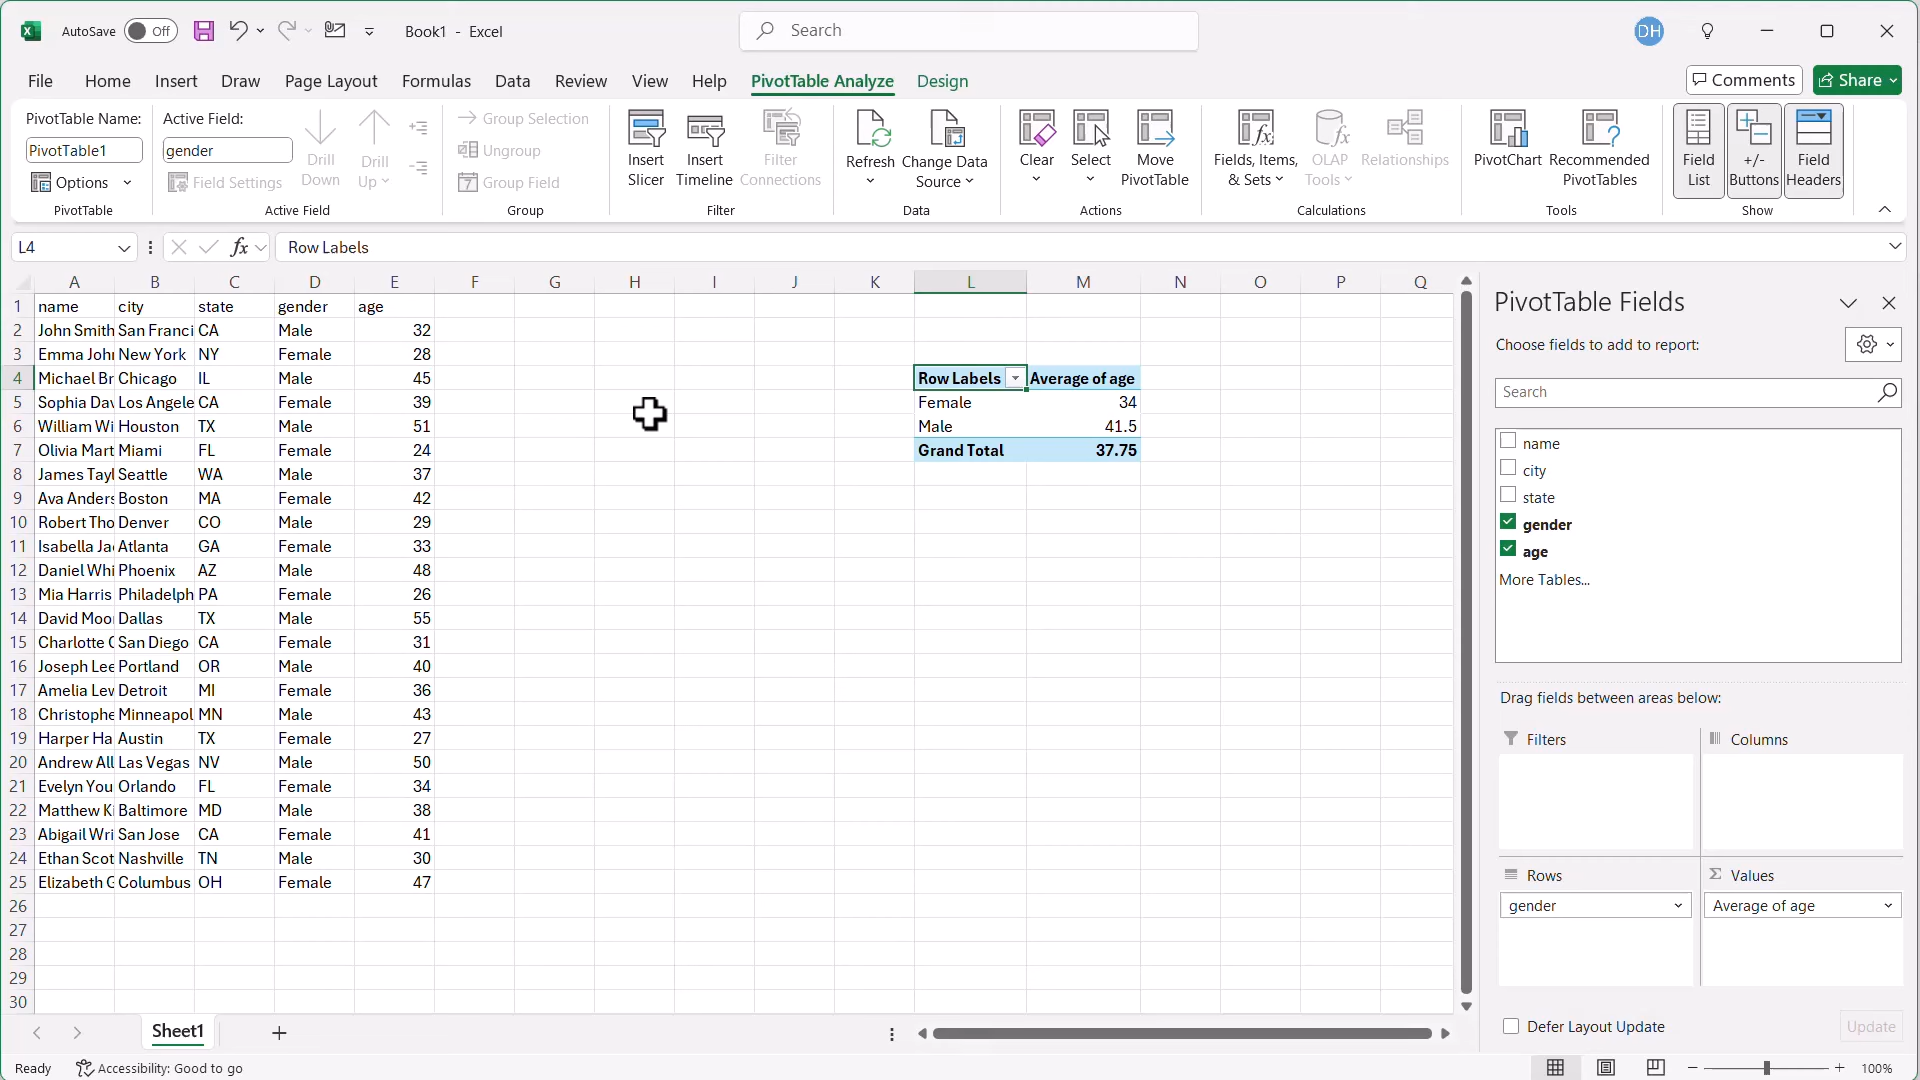 AutoSave Off Book1 - Excel Search DH
File Home Insert Draw Page Layout Formulas Data Review View Help PivotTable Analyze Design Comments Share
PivotTable Name:
PivotTable1
Options
PivotTable
Active Field:
gender
Field Settings
Drill
Down
Drill
Up
Active Field
Group Selection
Ungroup
Group Field
Group
Insert
Slicer
Insert
Timeline
Filter
Connections
Filter
Refresh
Change Data
Source
Data
Clear
Select
Move
PivotTable
Actions
Fields, Items,
& Sets
OLAP
Tools
Relationships
Calculations
PivotChart
Recommended
PivotTables
Tools
Field
List
+/-
Buttons
Field
Headers
Show
L4 fx Row Labels
A B C D E F G H I J K L M N O P Q
1 name city state gender age
2 John Smith San Franci CA Male 32
3 Emma Joh New York NY Female 28
4 Michael Br Chicago IL Male 45 Row Labels Average of age
5 Sophia Dav Los Angele CA Female 39 Female 34
6 William Wi Houston TX Male 51 Male 41.5
7 Olivia Mart Miami FL Female 24 Grand Total 37.75
8 James Tayl Seattle WA Male 37
9 Ava Anders Boston MA Female 42
10 Robert Tho Denver CO Male 29
11 Isabella Ja Atlanta GA Female 33
12 Daniel Whi Phoenix AZ Male 48
13 Mia Harris Philadelph PA Female 26
14 David Moo Dallas TX Male 55
15 Charlotte San Diego CA Female 31
16 Joseph Lee Portland OR Male 40
17 Amelia Lew Detroit MI Female 36
18 Christophe Minneapol MN Male 43
19 Harper Ha Austin TX Female 27
20 Andrew All Las Vegas NV Male 50
21 Evelyn You Orlando FL Female 34
22 Matthew Ki Baltimore MD Male 38
23 Abigail Wri San Jose CA Female 41
24 Ethan Scot Nashville TN Male 30
25 Elizabeth G Columbus OH Female 47
26
27
28
29
30
PivotTable Fields
Choose fields to add to report:
Search
name
city
state
gender
age
More Tables...
Drag fields between areas below:
Filters
Columns
Rows
gender
Σ Values
Average of age
Defer Layout Update Update
Sheet1
Ready Accessibility: Good to go 100%